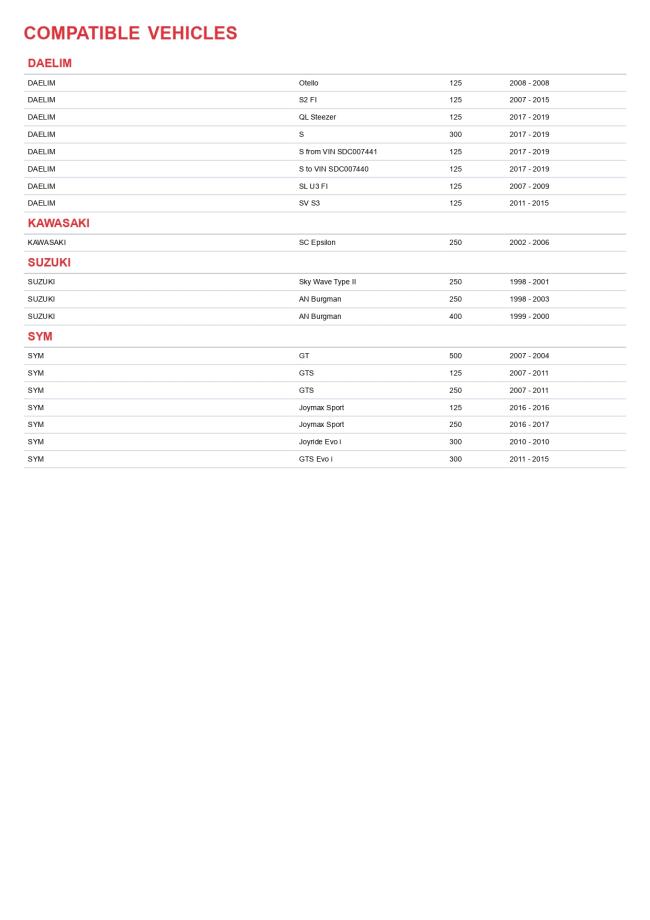 COMPATIBLE VEHICLES
DAELIM
DAELIM Otello 125 2008 - 2008
DAELIM S2 FI 125 2007 - 2015
DAELIM QL Steezer 125 2017 - 2019
DAELIM S 300 2017 - 2019
DAELIM S from VIN SDC007441 125 2017 - 2019
DAELIM S to VIN SDC007440 125 2017 - 2019
DAELIM SL U3 FI 125 2007 - 2009
DAELIM SV S3 125 2011 - 2015
KAWASAKI
KAWASAKI SC Epsilon 250 2002 - 2006
SUZUKI
SUZUKI Sky Wave Type II 250 1998 - 2001
SUZUKI AN Burgman 250 1998 - 2003
SUZUKI AN Burgman 400 1999 - 2000
SYM
SYM GT 500 2007 - 2004
SYM GTS 125 2007 - 2011
SYM GTS 250 2007 - 2011
SYM Joymax Sport 125 2016 - 2016
SYM Joymax Sport 250 2016 - 2017
SYM Joyride Evo i 300 2010 - 2010
SYM GTS Evo i 300 2011 - 2015